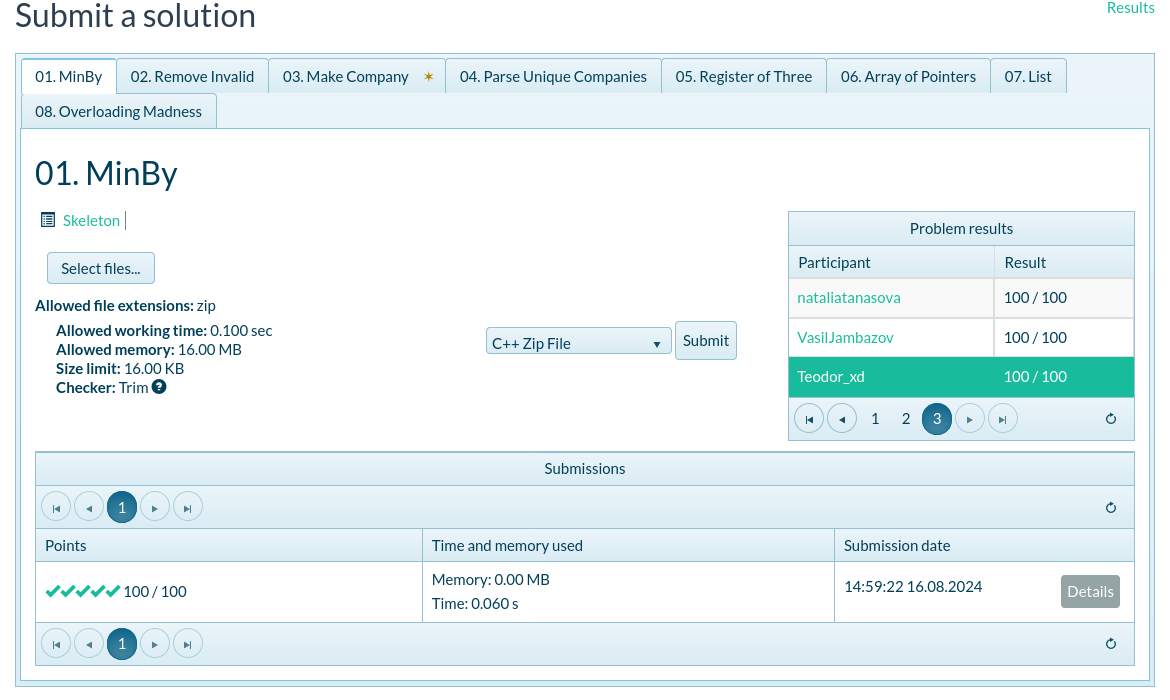 Submit a solution
Results
01. MinBy
02. Remove Invalid
03. Make Company
04. Parse Unique Companies
05. Register of Three
06. Array of Pointers
07. List
08. Overloading Madness
01. MinBy
Skeleton
Select files...
Allowed file extensions: zip
Allowed working time: 0.100 sec
Allowed memory: 16.00 MB
Size limit: 16.00 KB
Checker: Trim
C++ Zip File
Submit
Problem results
Participant Result
nataliatanasova 100 / 100
VasilJambazov 100 / 100
Teodor_xd 100 / 100
1 2 3
Submissions
1
Points Time and memory used Submission date
100 / 100
Memory: 0.00 MB
Time: 0.060 s
14:59:22 16.08.2024
Details
1